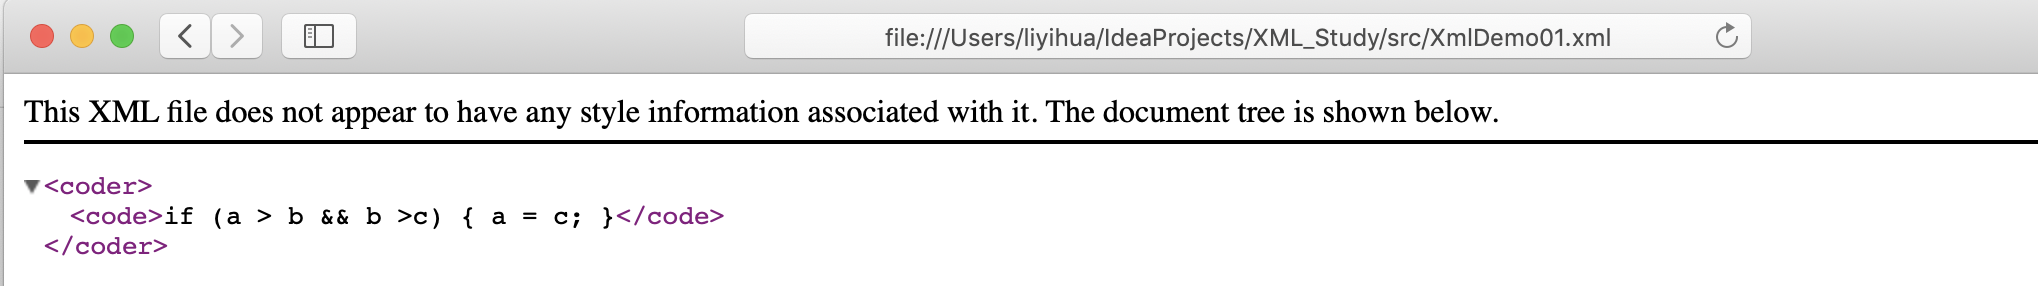 file:///Users/liyihua/IdeaProjects/XML_Study/src/XmlDemo01.xml
This XML file does not appear to have any style information associated with it. The document tree is shown below.
<coder>
<code>if (a > b && b >c) { a = c; }</code>
</coder>